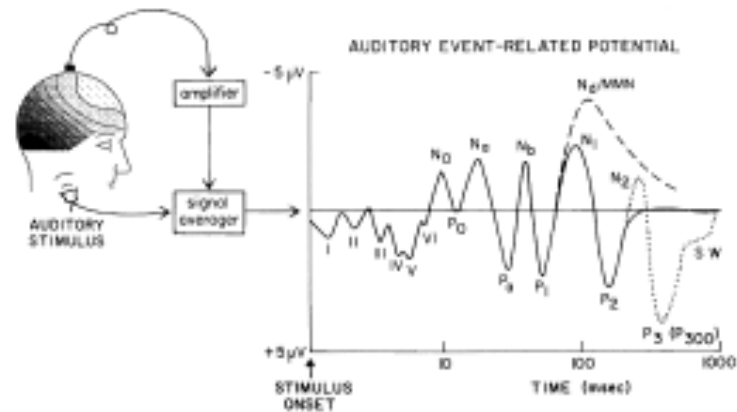 AUDITORY EVENT-RELATED POTENTIAL
-5 μV
Nd/MMN
amplifier
N0
Na
Nb
N1
N2
signal
averager
AUDITORY
STIMULUS
P0
I
II
III
IV
V
VI
Pa
P1
P2
SW
P3 (P300)
+5 μV
10
100
1000
STIMULUS
ONSET
TIME (msec)